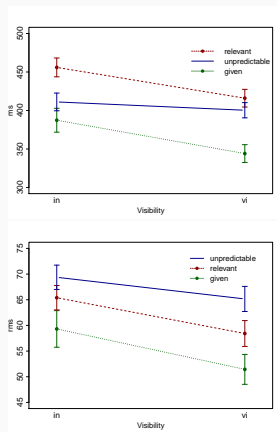 500
relevant
unpredictable
given
450
ms
400
350
300
in
vi
Visibility
75
unpredictable
relevant
given
70
65
rms
60
55
50
45
in
vi
Visibility